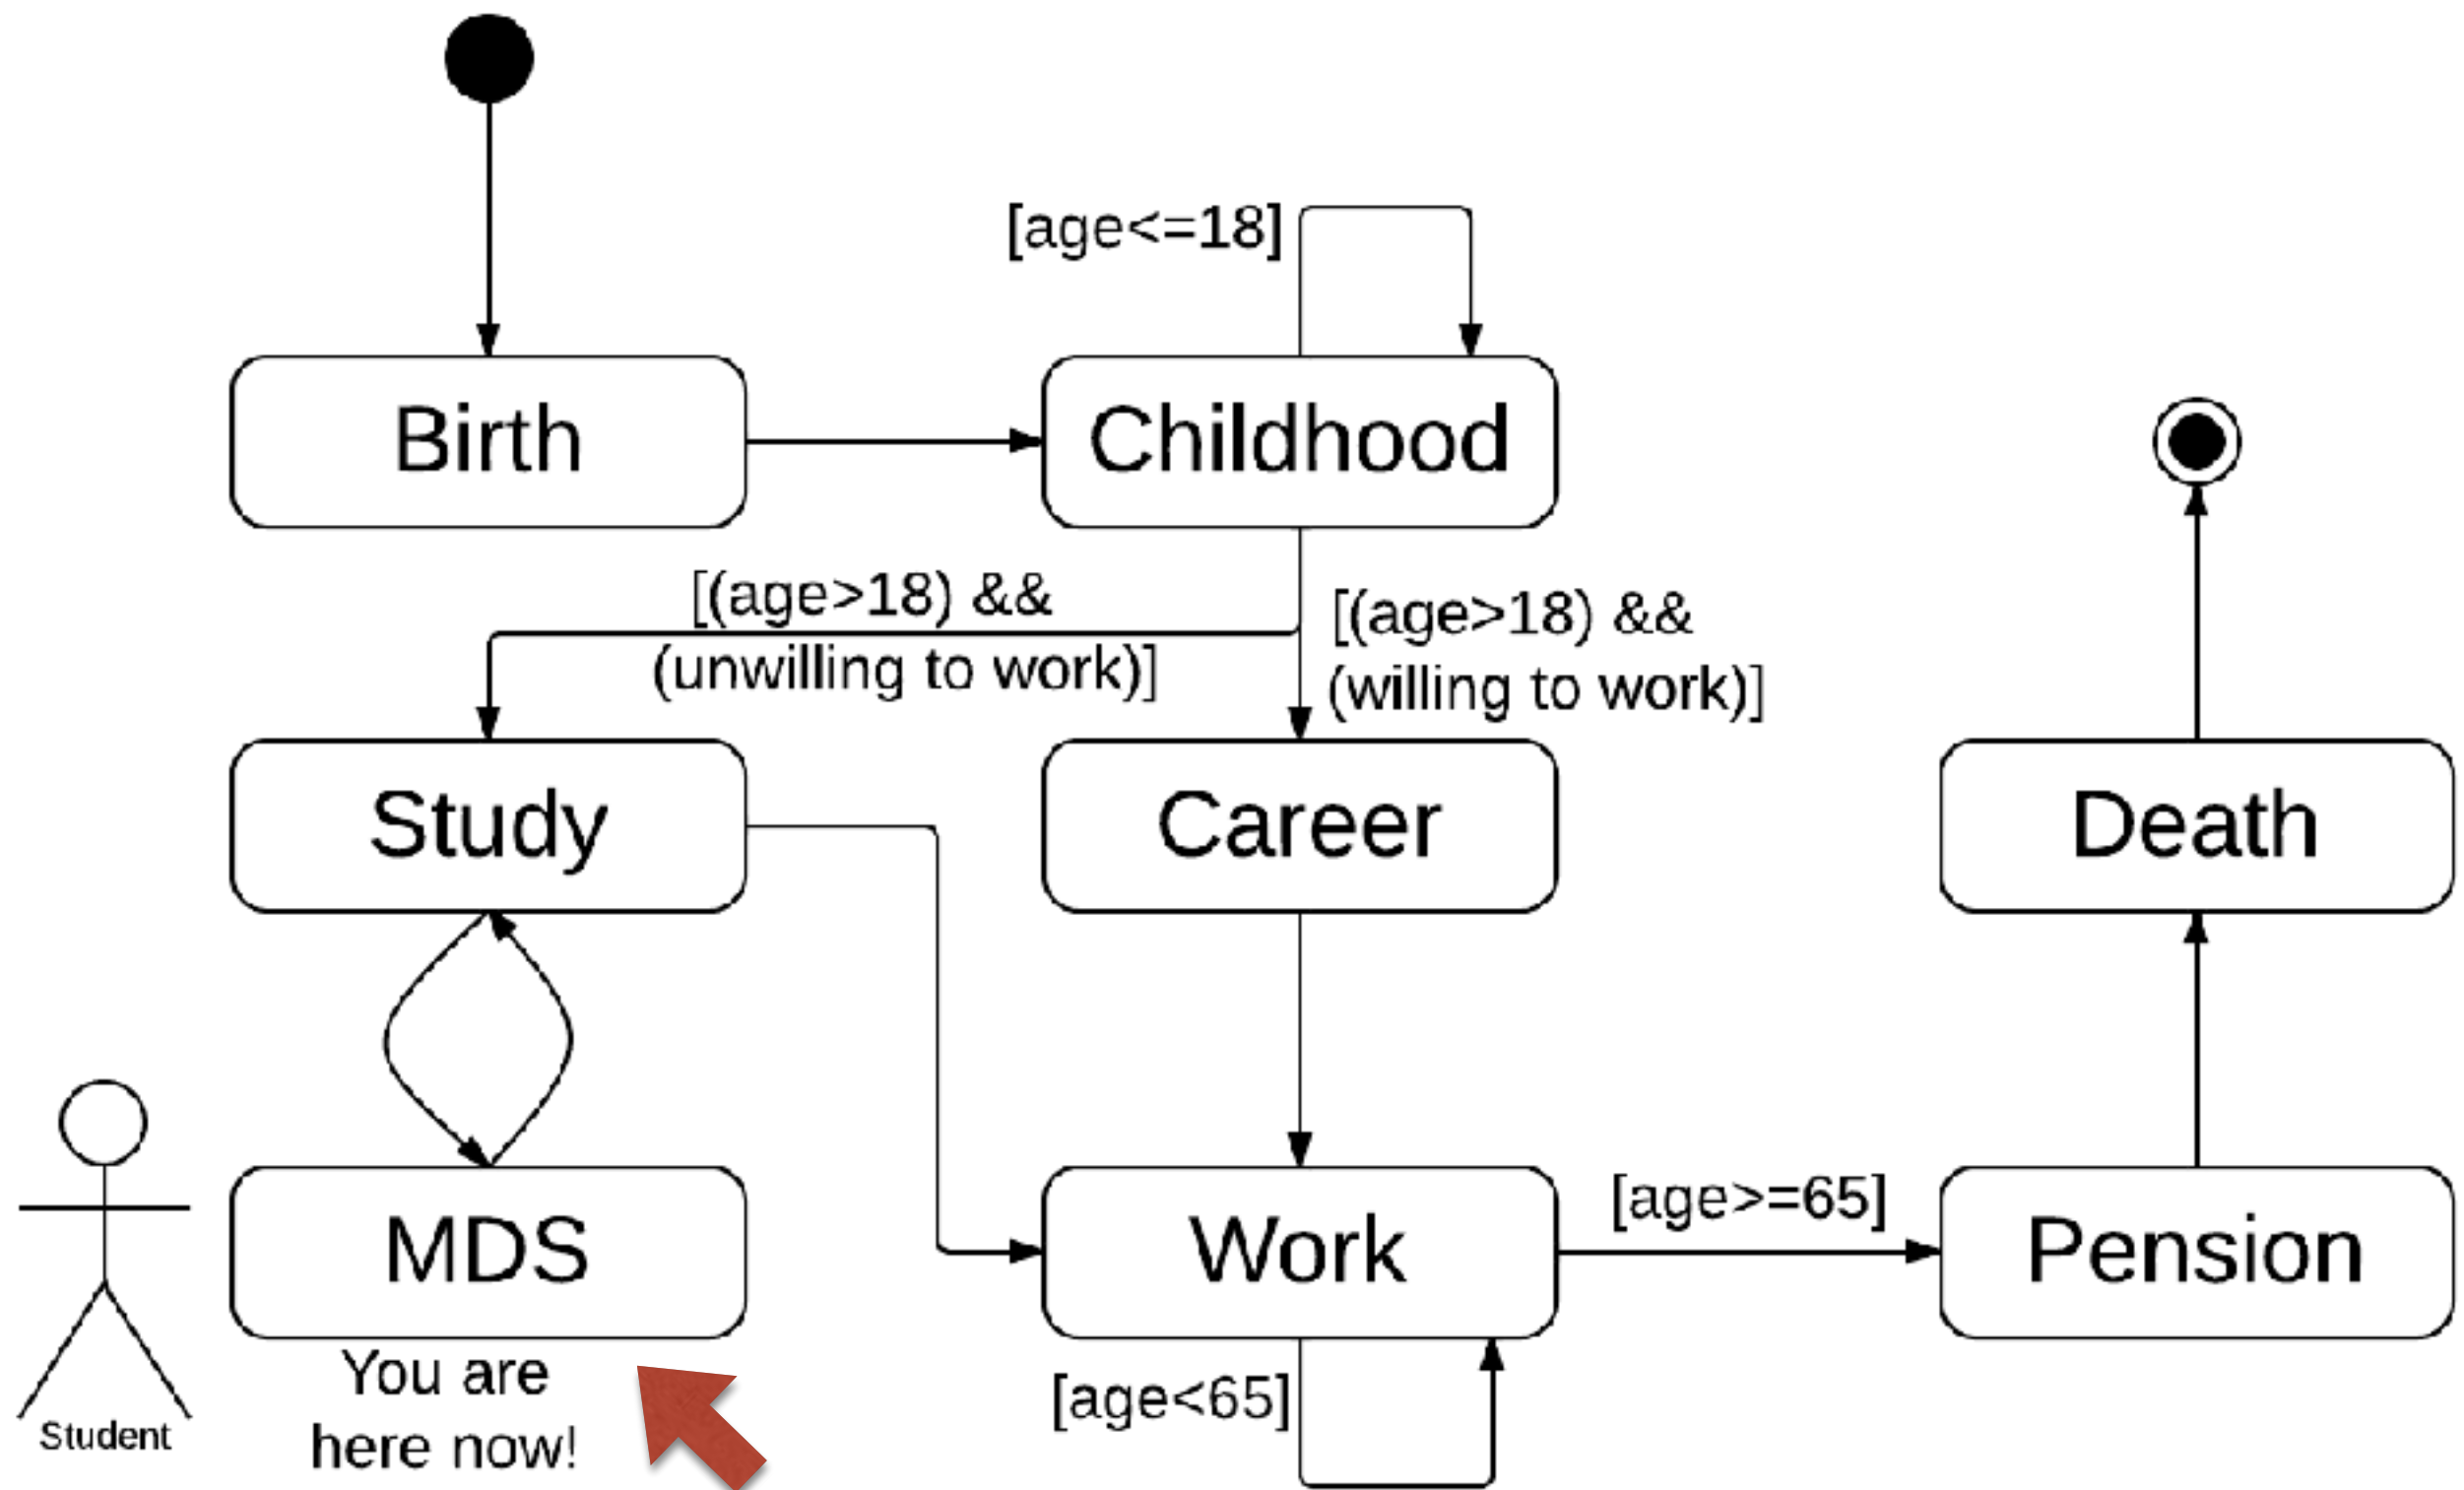 [age<=18]
Birth
Childhood
[(age>18) &&
(unwilling to work)]
[(age>18) &&
(willing to work)]
Study
Career
Death
MDS
Work
[age>=65]
Pension
You are
here now!
Student
[age<65]